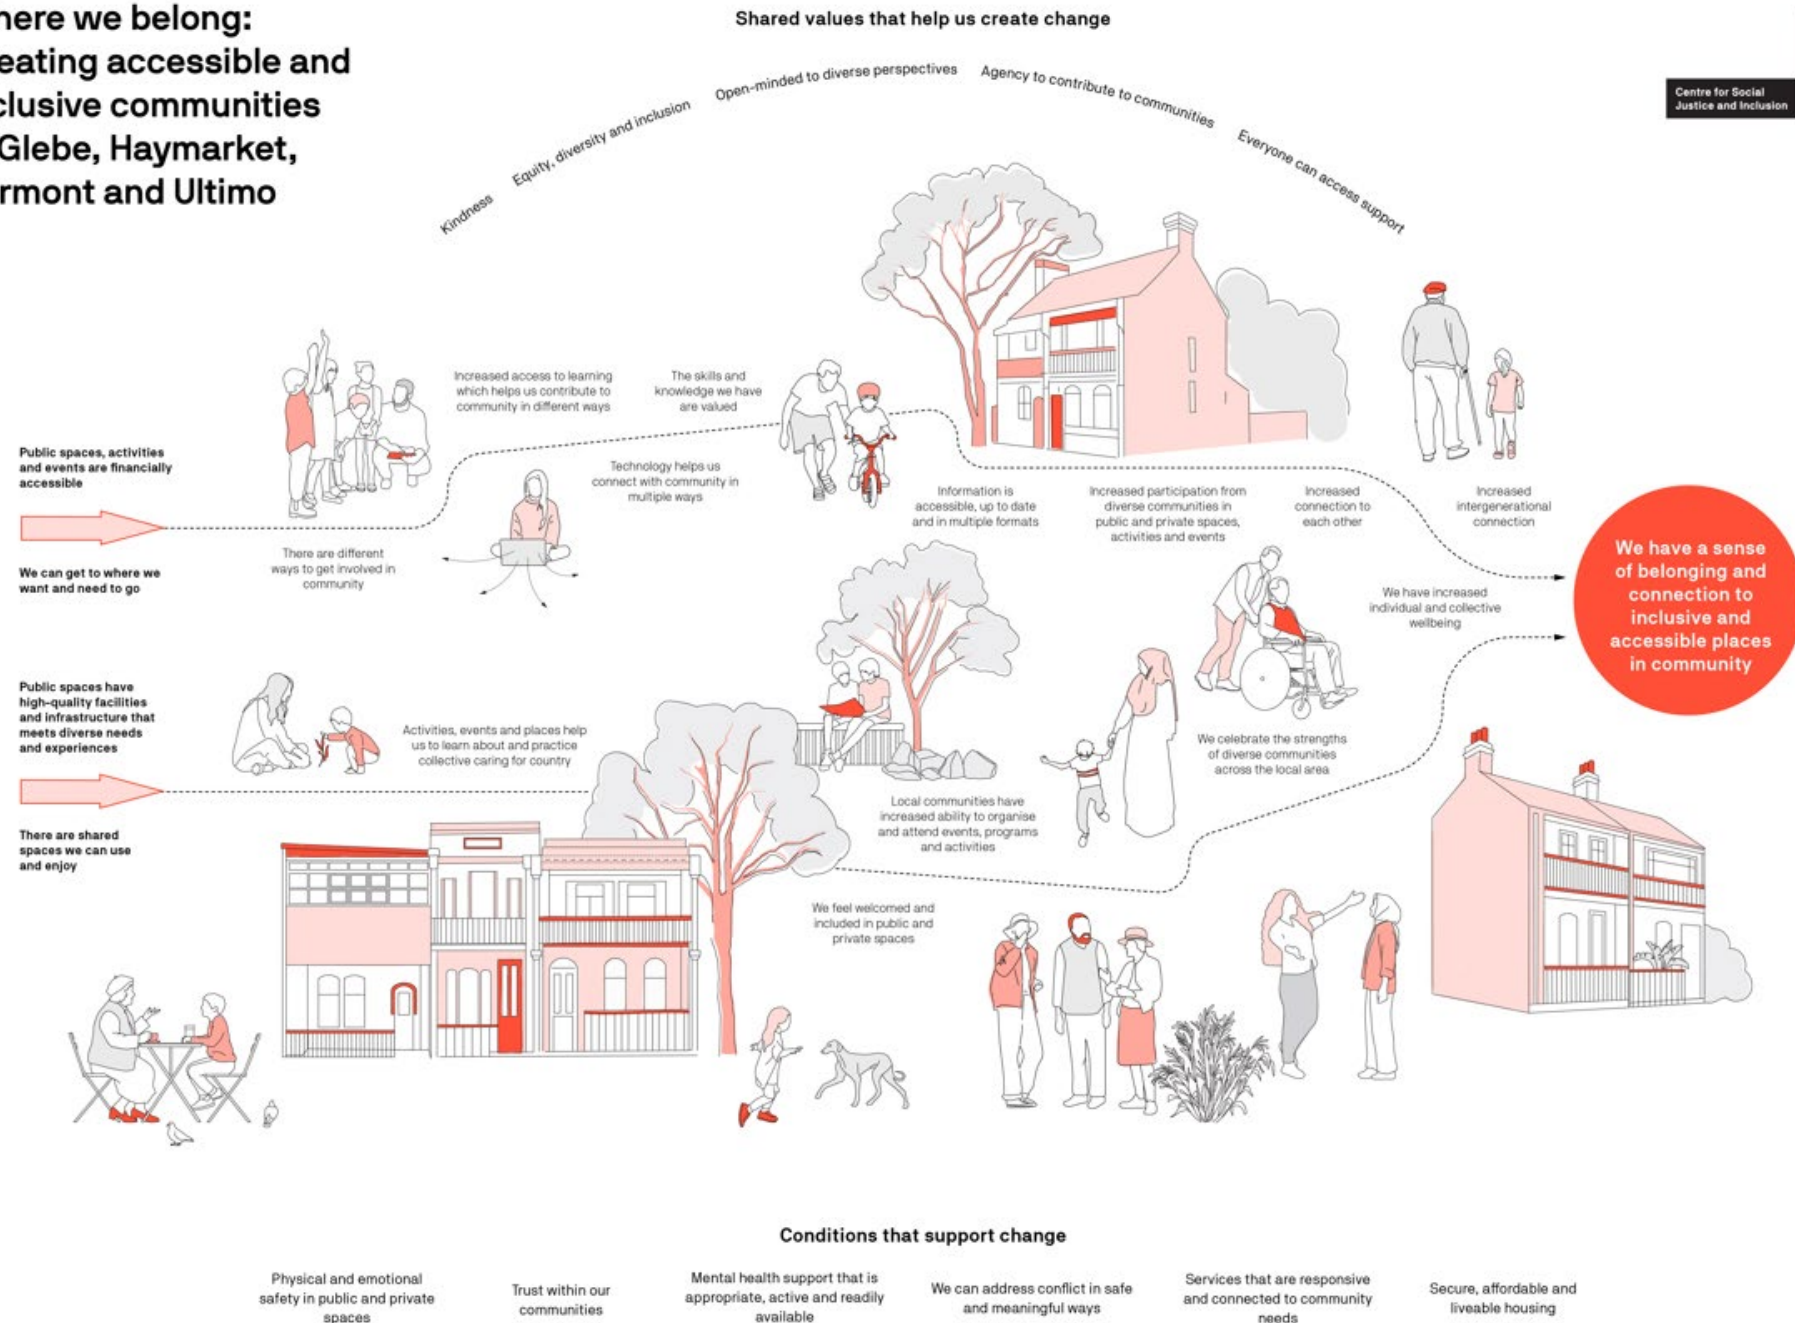 here we belong:
eating accessible and
clusive communities
Glebe, Haymarket,
rmont and Ultimo
Shared values that help us create change
Kindness
Equity, diversity and inclusion
Open-minded to diverse perspectives
Agency to contribute to communities
Everyone can access support
Centre for Social
Justice and Inclusion
Public spaces, activities
and events are financially
accessible
We can get to where we
want and need to go
Increased access to learning
which helps us contribute to
community in different ways
The skills and
knowledge we have
are valued
There are different
ways to get involved in
community
Technology helps us
connect with community in
multiple ways
Information is
accessible, up to date
and in multiple formats
Increased participation from
diverse communities in
public and private spaces,
activities and events
Increased
connection to
each other
Increased
intergenerational
connection
We have increased
individual and collective
wellbeing
We have a sense
of belonging and
connection to
inclusive and
accessible places
in community
Public spaces have
high-quality facilities
and infrastructure that
meets diverse needs
and experiences
There are shared
spaces we can use
and enjoy
Activities, events and places help
us to learn about and practice
collective caring for country
Local communities have
increased ability to organise
and attend events, programs
and activities
We celebrate the strengths
of diverse communities
across the local area
We feel welcomed and
included in public and
private spaces
Conditions that support change
Physical and emotional
safety in public and private
spaces
Trust within our
communities
Mental health support that is
appropriate, active and readily
available
We can address conflict in safe
and meaningful ways
Services that are responsive
and connected to community
needs
Secure, affordable and
liveable housing